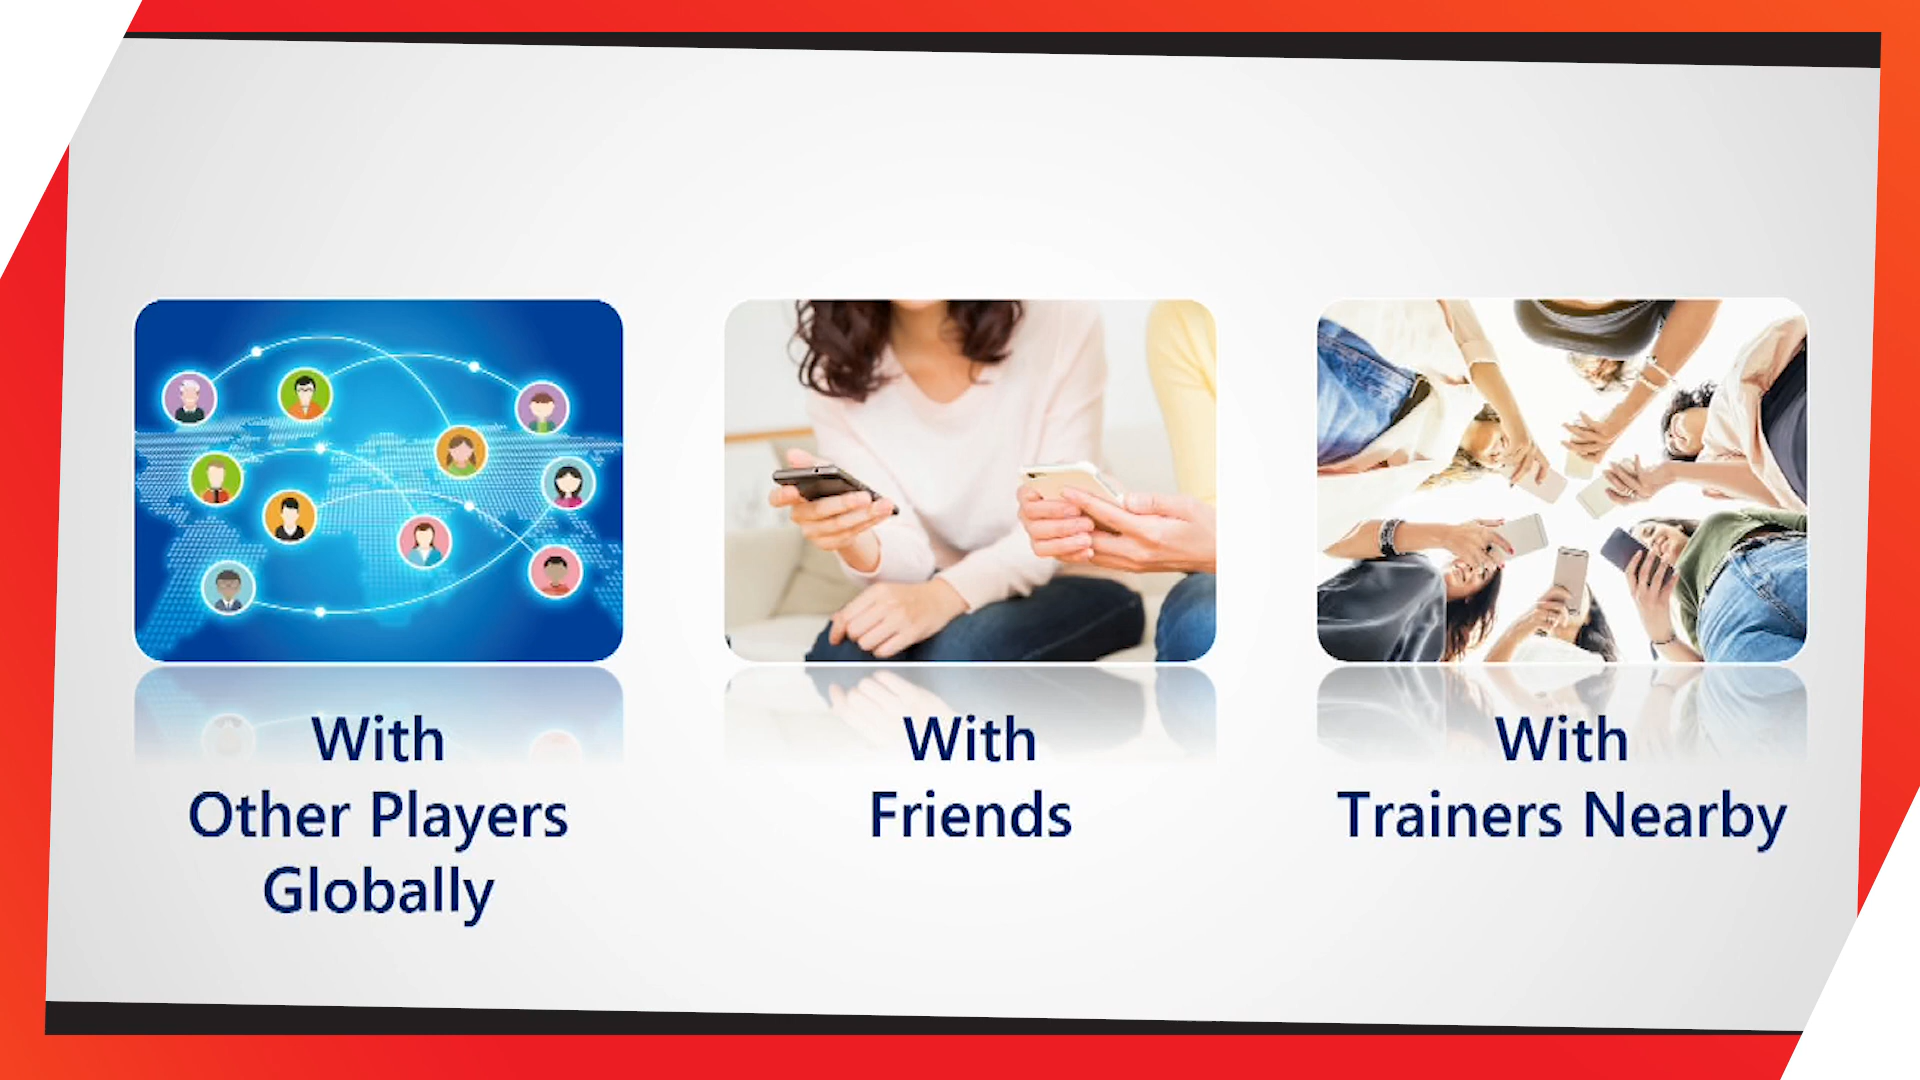 With
Other Players
Globally
With
Friends
With
Trainers Nearby